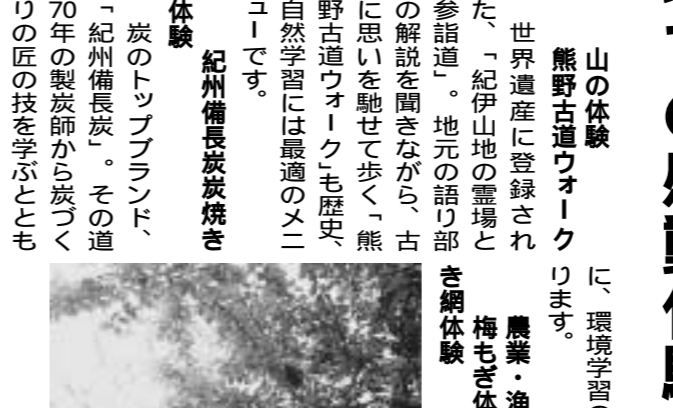 山の体験
熊野古道ウォーク
世界遺産に登録され
た、「紀伊山地の霊場と
参詣道」。地元の語り部
の解説を聞きながら、古
に思いを馳せて歩く「熊
野古道ウォーク」も歴史、
自然学習には最適のメニ
ューです。
紀州備長炭炭焼き
体験
炭のトップブランド、
「紀州備長炭」。その道
70年の製炭師から炭づく
りの匠の技を学ぶととも
に、環境学習
ります。
農業・漁
梅もぎ体
き網体験